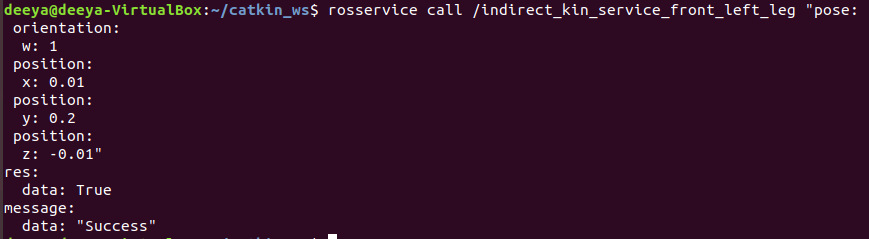 deeya@deeya-VirtualBox:~/catkin_ws$ rosservice call /indirect_kin_service_front_left_leg "pose:
 orientation:
  w: 1
 position:
  x: 0.01
 position:
  y: 0.2
 position:
  z: -0.01"
res:
  data: True
message:
  data: "Success"